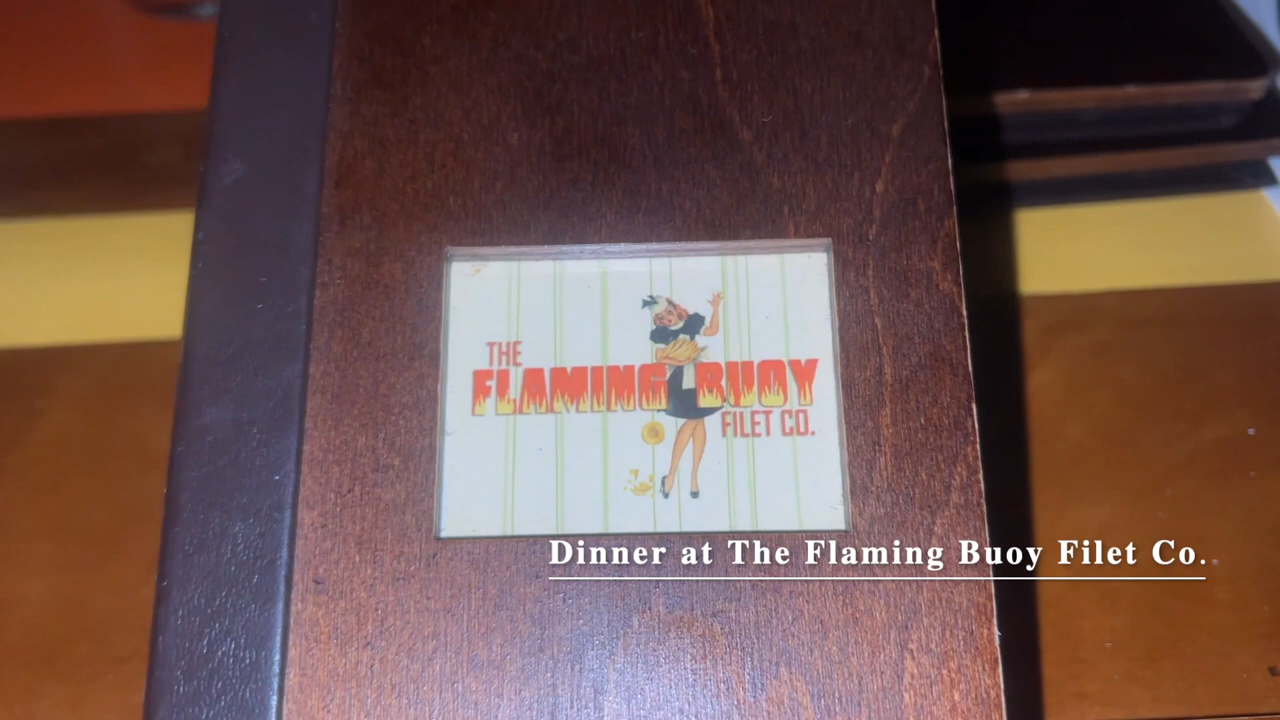 THE
FLAMING BUOY
FILET CO.
Dinner at The Flaming Buoy Filet Co.